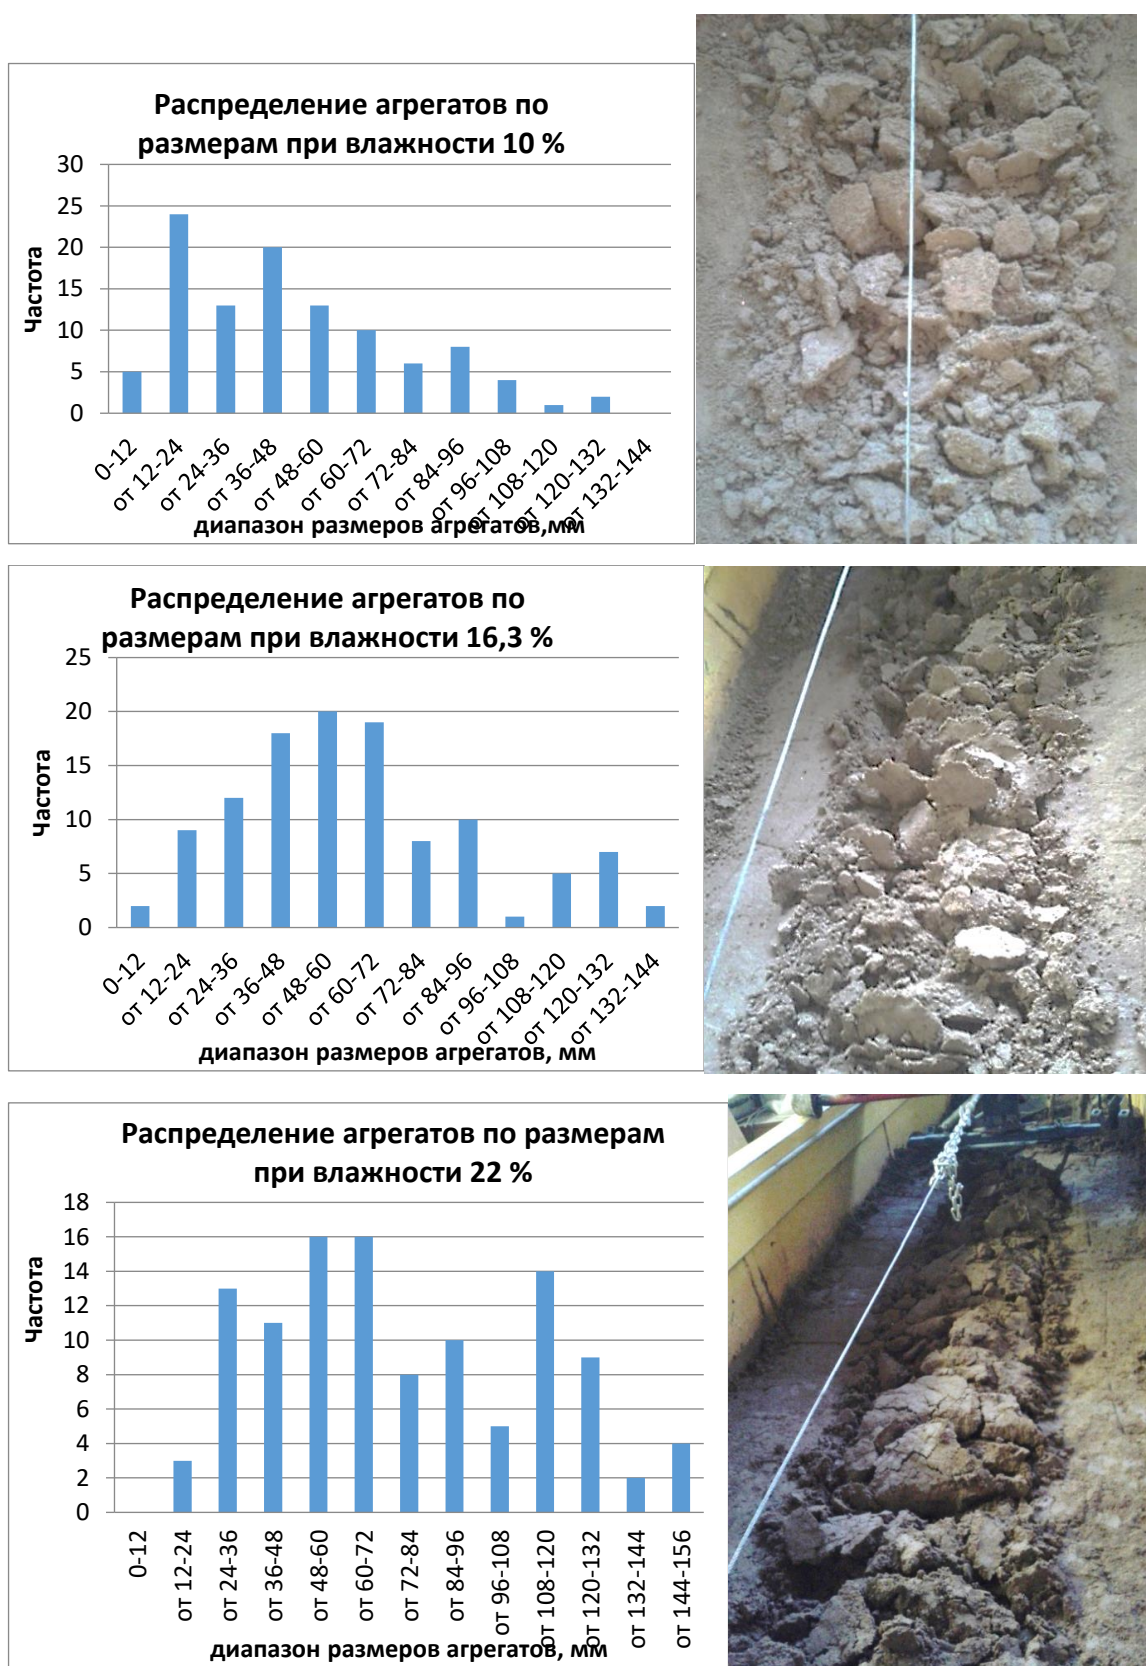 Распределение агрегатов по
размерам при влажности 10 %
30
25
20
15
10
5
0
Частота
0-12
от 12-24
от 24-36
от 36-48
от 48-60
от 60-72
от 72-84
от 84-96
от 96-108
от 108-120
от 120-132
от 132-144
диапазон размеров агрегатов,мм
Распределение агрегатов по
размерам при влажности 16,3 %
25
20
15
10
5
0
Частота
0-12
от 12-24
от 24-36
от 36-48
от 48-60
от 60-72
от 72-84
от 84-96
от 96-108
от 108-120
от 120-132
от 132-144
диапазон размеров агрегатов, мм
Распределение агрегатов по размерам
при влажности 22 %
18
16
14
12
10
8
6
4
2
0
Частота
0-12
от 12-24
от 24-36
от 36-48
от 48-60
от 60-72
от 72-84
от 84-96
от 96-108
от 108-120
от 120-132
от 132-144
от 144-156
диапазон размеров агрегатов, мм